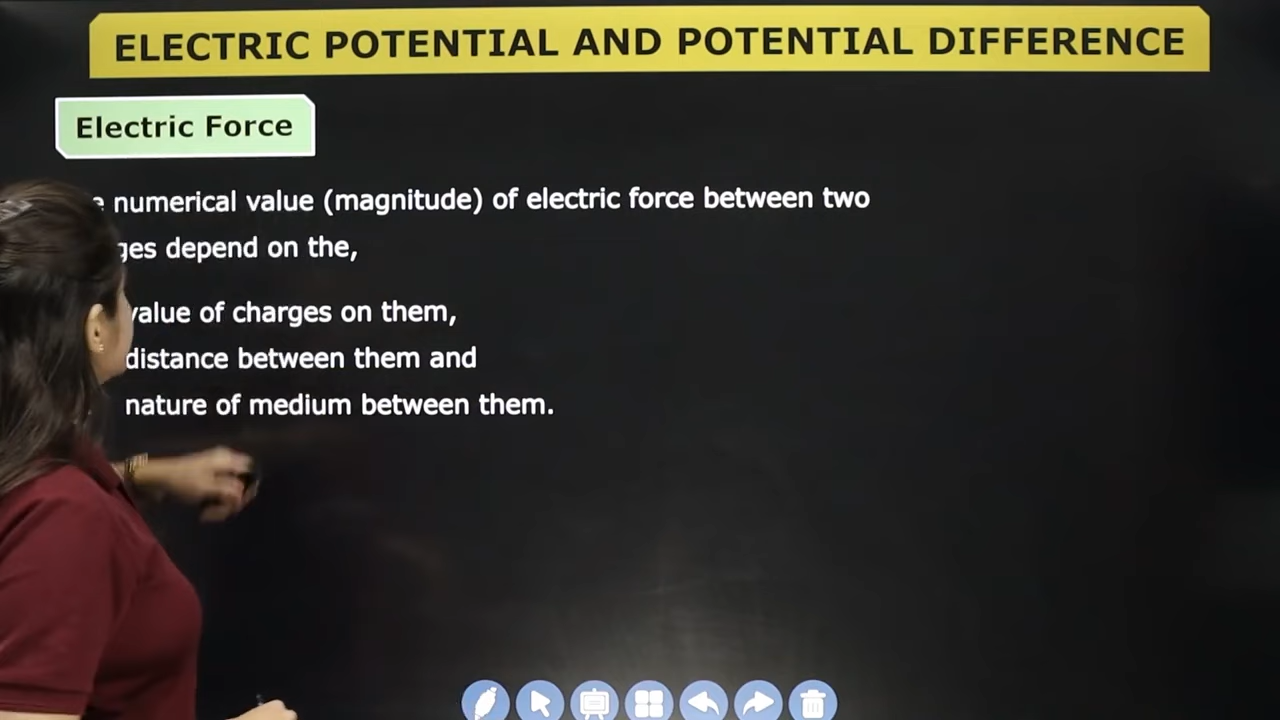 ELECTRIC POTENTIAL AND POTENTIAL DIFFERENCE
Electric Force
numerical value (magnitude) of electric force between two
depend on the,
value of charges on them,
distance between them and
nature of medium between them.